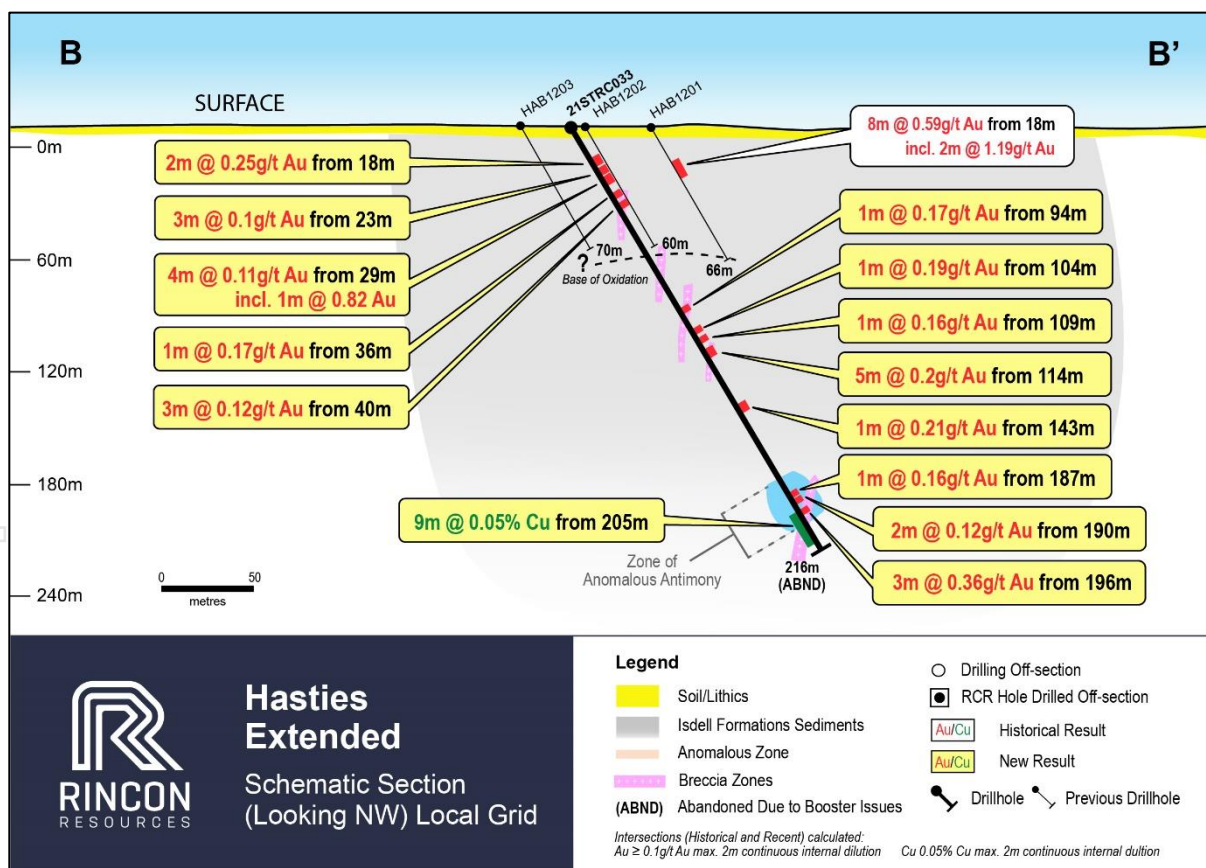 B
B’
SURFACE
HAB1203
21STRC033
HAB1202
HAB1201
0m
60m
120m
180m
240m
2m @ 0.25g/t Au from 18m
3m @ 0.1g/t Au from 23m
4m @ 0.11g/t Au from 29m
incl. 1m @ 0.82 Au
1m @ 0.17g/t Au from 36m
3m @ 0.12g/t Au from 40m
8m @ 0.59g/t Au from 18m
incl. 2m @ 1.19g/t Au
1m @ 0.17g/t Au from 94m
1m @ 0.19g/t Au from 104m
1m @ 0.16g/t Au from 109m
5m @ 0.2g/t Au from 114m
1m @ 0.21g/t Au from 143m
1m @ 0.16g/t Au from 187m
2m @ 0.12g/t Au from 190m
3m @ 0.36g/t Au from 196m
70m
60m
66m
?
Base of Oxidation
9m @ 0.05% Cu from 205m
Zone of
Anomalous Antimony
216m
(ABND)
0
50
metres
RINCON
RESOURCES
Hasties
Extended
Schematic Section
(Looking NW) Local Grid
Legend
Soil/Lithics
Isdell Formations Sediments
Anomalous Zone
Breccia Zones
(ABND) Abandoned Due to Booster Issues
Drilling Off-section
RCR Hole Drilled Off-section
Au/Cu Historical Result
Au/Cu New Result
Drillhole
Previous Drillhole
Intersections (Historical and Recent) calculated:
Au ≥ 0.1g/t Au max. 2m continuous internal dilution
Cu 0.05% Cu max. 2m continuous internal dultion